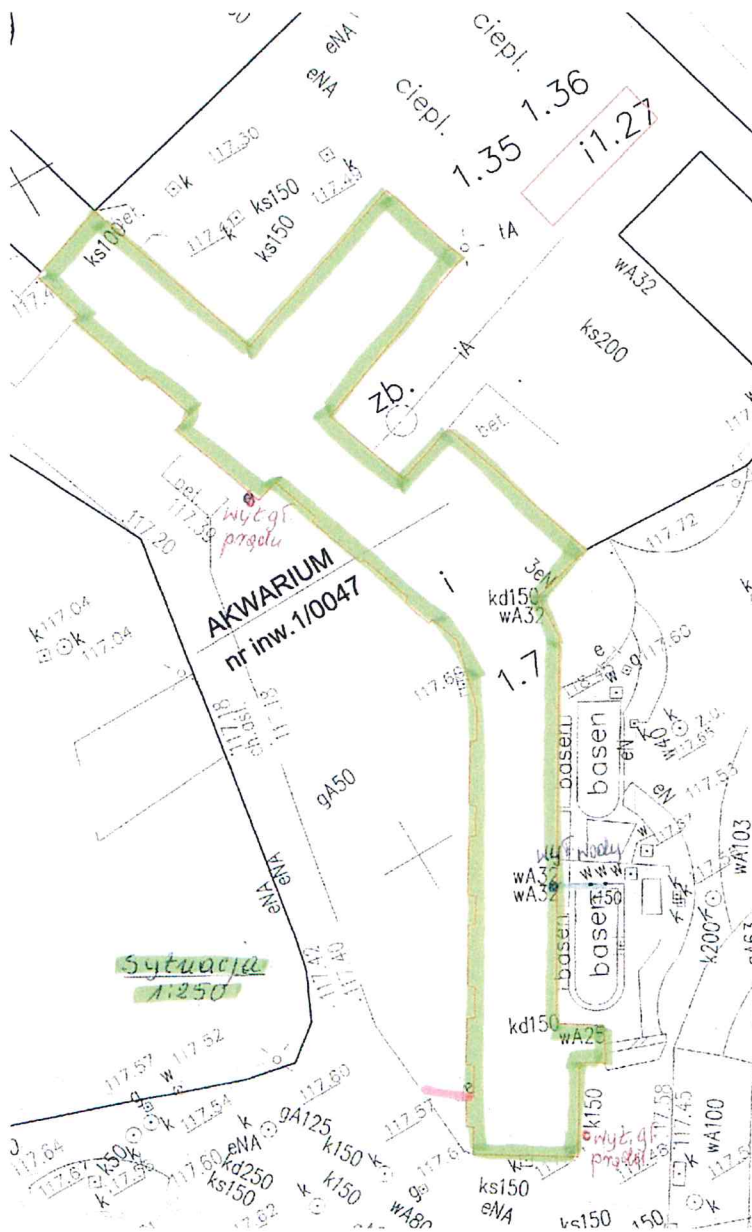 eNA
eNA
ciepl.
ciepl.
1.36
1.35
i1.27
117.30
k
ks150
117.49
k
bet.
117.41
k
ks150
ks100
tA
wA32
ks200
iA
zb.
bet.
bet.
117.39
wył gł.
prądu
117.20
117.72
AKWARIUM
nr inw.1/0047
i
3eN
kd150
wA32
k117.04
k
117.04
1.7
e
117.60
w
g
117.18
gA50
basen
basen
eN
w40
k
k
117.53
eN
wył wody
w
wA103
wA32
wA32
w
w
w
k150
basen
basen
k200
k
eNA
eNA
sytuacja
1:250
117.42
117.40
kd150
wA25
117.57
w
117.52
117.60
g
k
117.54
gA125
117.57
k150
117.58
117.45
wA100
k50
k
k
eNA
k150
k
wył. gł.
prądu
117.64
117.67
117.60
kd250
ks150
k150
k
g
ks150
eNA
wA80
117.62
k
ks150
150
k
k